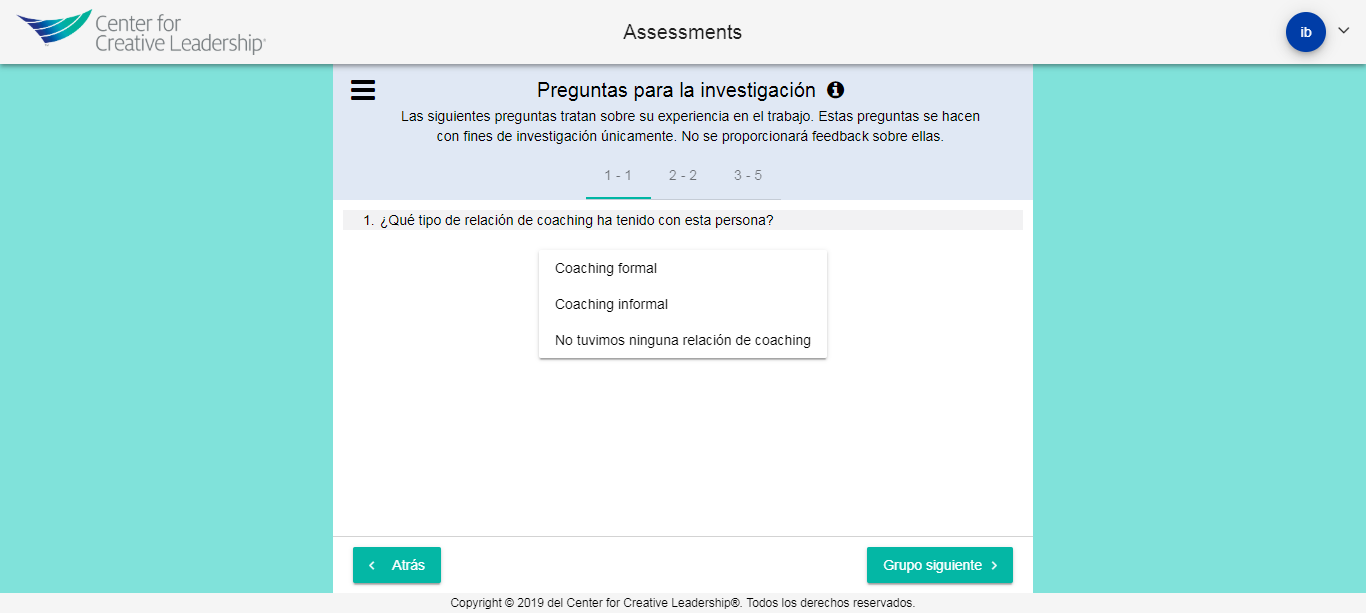 Center for
Creative Leadership®
Assessments
ib
Preguntas para la investigación
Las siguientes preguntas tratan sobre su experiencia en el trabajo. Estas preguntas se hacen
con fines de investigación únicamente. No se proporcionará feedback sobre ellas.
1 - 1 2 - 2 3 - 5
1. ¿Qué tipo de relación de coaching ha tenido con esta persona?
Coaching formal
Coaching informal
No tuvimos ninguna relación de coaching
Atrás
Grupo siguiente
Copyright © 2019 del Center for Creative Leadership®. Todos los derechos reservados.